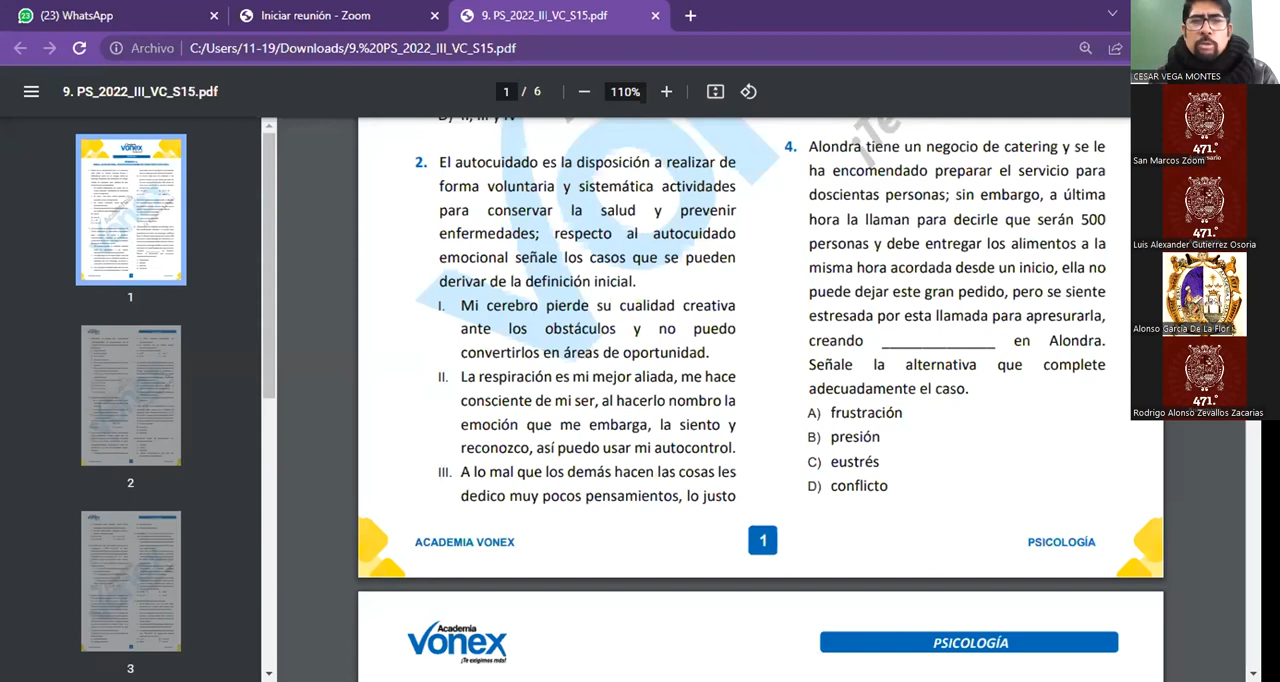 (23) WhatsApp
Iniciar reunión - Zoom
9. PS_2022_III_VC_S15.pdf
Archivo
C:/Users/11-19/Downloads/9.%20PS_2022_III_VC_S15.pdf
9. PS_2022_III_VC_S15.pdf
1 / 6
110%
1
2
3
2. El autocuidado es la disposición a realizar de
forma voluntaria y sistemática actividades
para conservar la salud y prevenir
enfermedades, respecto al autocuidado
emocional señale los casos que se pueden
derivar de la definición inicial.
I. Mi cerebro pierde su cualidad creativa
ante los obstáculos y no puedo
convertirlos en áreas de oportunidad.
II. La respiración es mi mejor aliada, me hace
consciente de mi ser, al hacerlo nombro la
emoción que me embarga, la siento y
reconozco, así puedo usar mi autocontrol.
III. A lo mal que los demás hacen las cosas les
dedico muy pocos pensamientos, lo justo
4. Alondra tiene un negocio de catering y se le
ha encomendado preparar el servicio para
doscientas personas; sin embargo, a última
hora la llaman para decirle que serán 500
personas y debe entregar los alimentos a la
misma hora acordada desde un inicio, ella no
puede dejar este gran pedido, pero se siente
estresada por esta llamada para apresurarla,
creando ______________ en Alondra.
Señale la alternativa que complete
adecuadamente el caso.
A) frustración
B) presión
C) eustrés
D) conflicto
ACADEMIA VONEX
1
PSICOLOGÍA
Academia
vonex
¡Te exigimos más!
PSICOLOGÍA
CESAR VEGA MONTES
471.°
San Marcos Zoom
471.°
Luis Alexander Gutierrez Osoria
Alonso García De La Flor
471.°
Rodrigo Alonso Zevallos Zacarias